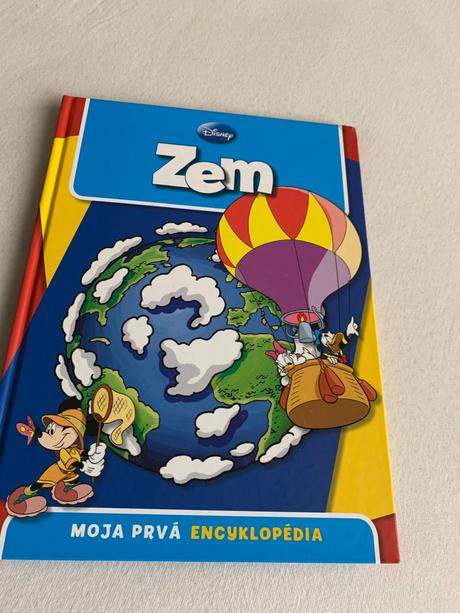 Disney
Zem
MOJA PRVÁ ENCYKLOPÉDIA